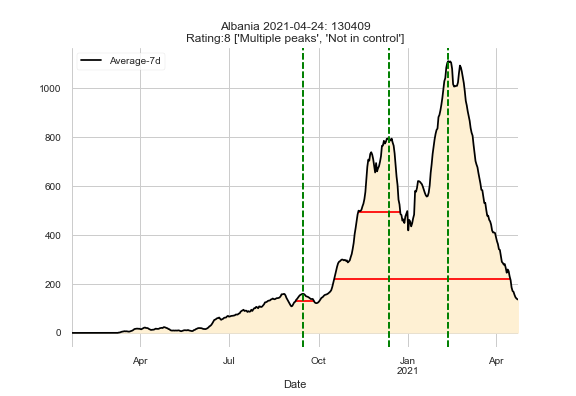 Albania 2021-04-24: 130409
Rating:8 ['Multiple peaks', 'Not in control']
Average-7d
1000
800
600
400
200
0
Apr
Jul
Oct
Jan
2021
Apr
Date